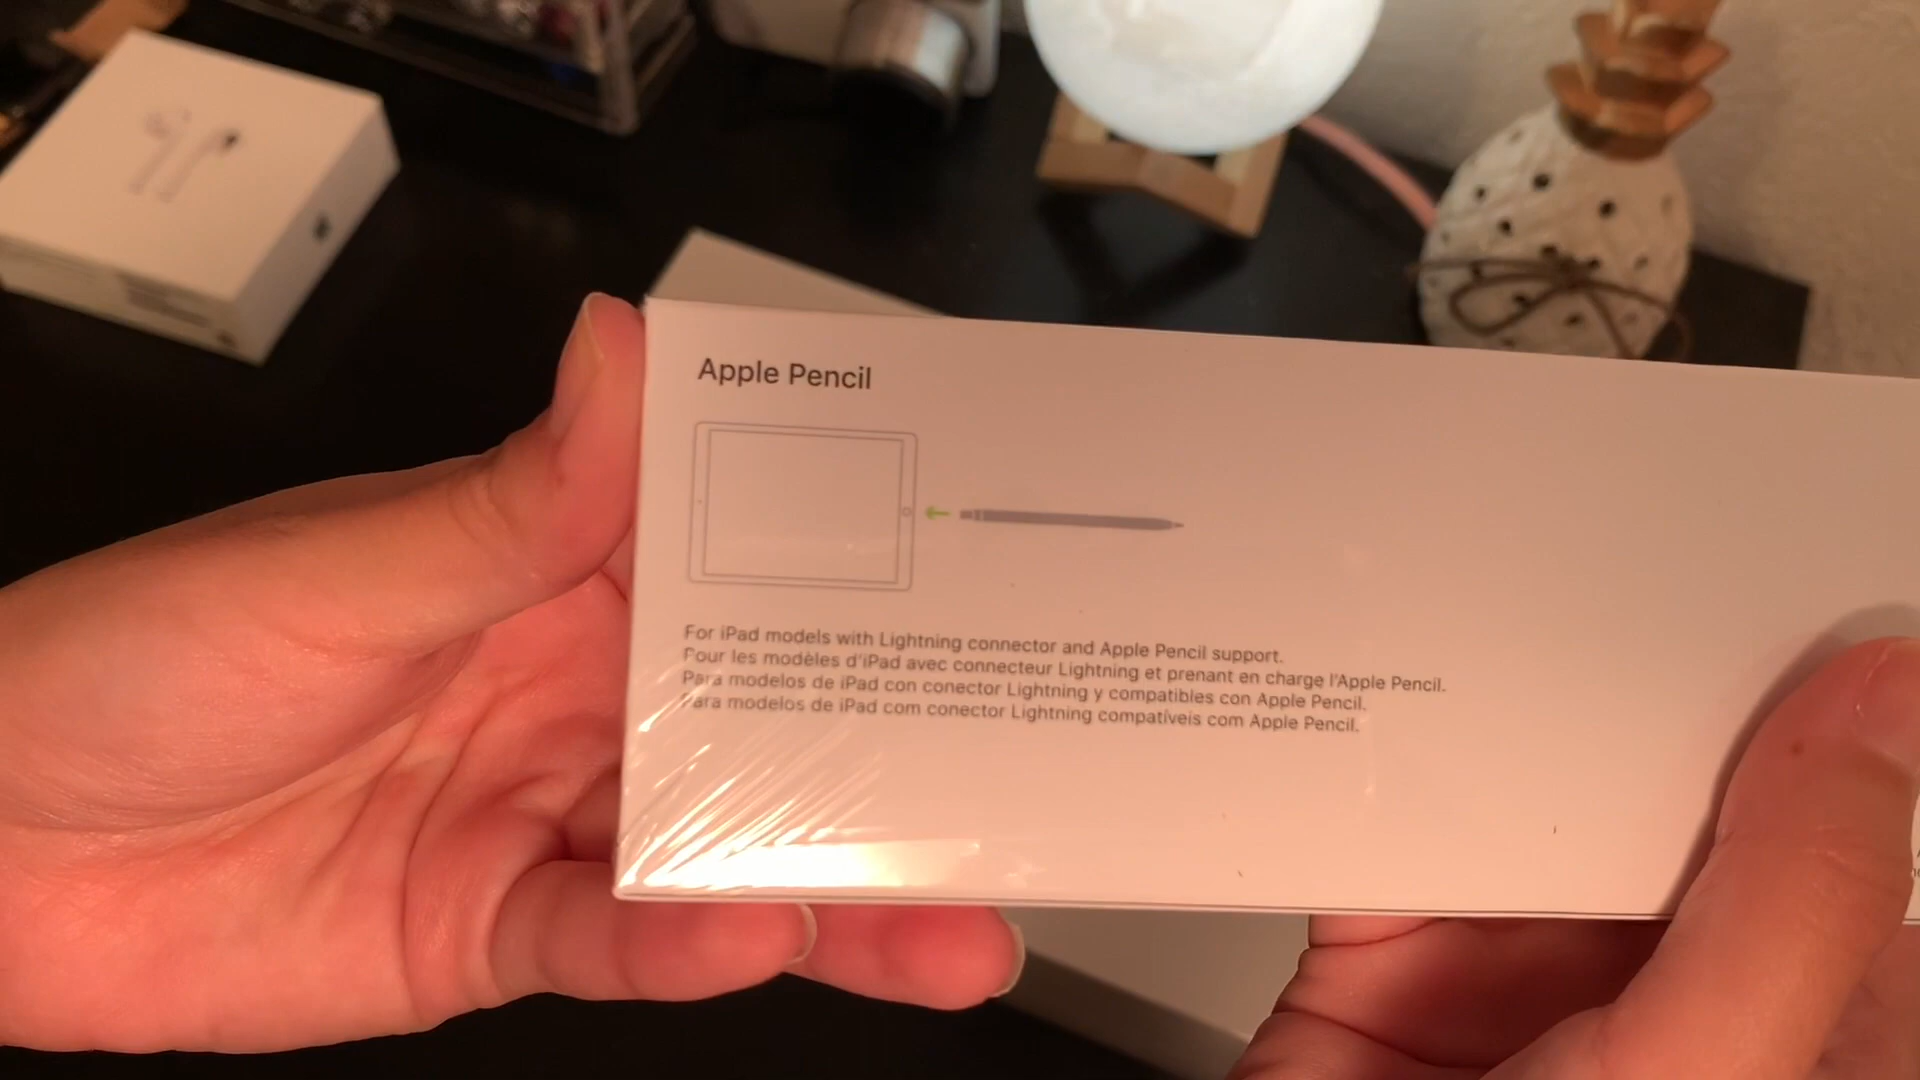 Apple Pencil
For iPad models with Lightning connector and Apple Pencil support.
Pour les modèles d'iPad avec connecteur Lightning et prenant en charge l'Apple Pencil.
Para modelos de iPad con conector Lightning y compatibles con Apple Pencil.
Para modelos de iPad com conector Lightning compatíveis com Apple Pencil.